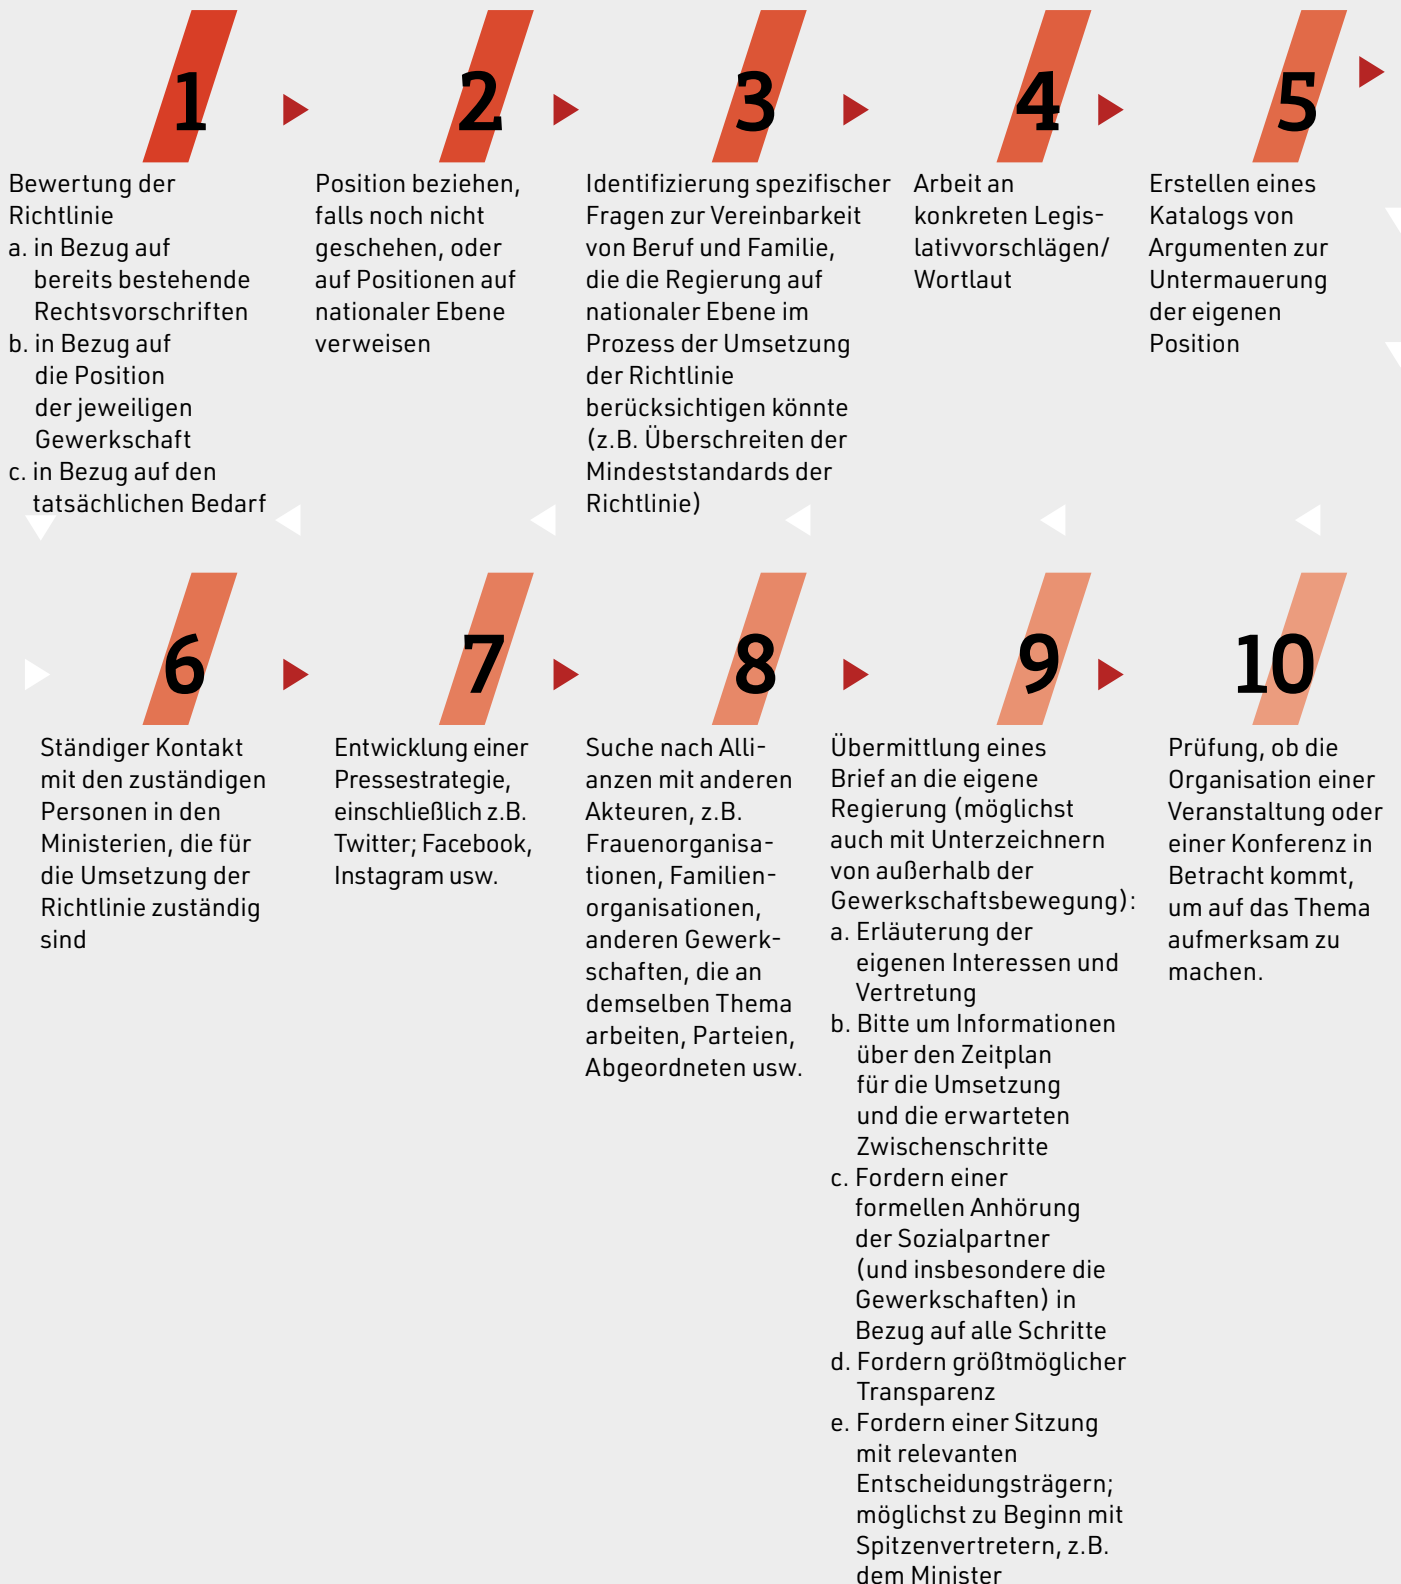 1
Bewertung der
Richtlinie
a. in Bezug auf
bereits bestehende
Rechtsvorschriften
b. in Bezug auf
die Position
der jeweiligen
Gewerkschaft
c. in Bezug auf den
tatsächlichen Bedarf
2
Position beziehen,
falls noch nicht
geschehen, oder
auf Positionen auf
nationaler Ebene
verweisen
3
Identifizierung spezifischer
Fragen zur Vereinbarkeit
von Beruf und Familie,
die die Regierung auf
nationaler Ebene im
Prozess der Umsetzung
der Richtlinie
berücksichtigen könnte
(z.B. Überschreiten der
Mindeststandards der
Richtlinie)
4
Arbeit an
konkreten Legis-
lativvorschlägen/
Wortlaut
5
Erstellen eines
Katalogs von
Argumenten zur
Untermauerung
der eigenen
Position
6
Ständiger Kontakt
mit den zuständigen
Personen in den
Ministerien, die für
die Umsetzung der
Richtlinie zuständig
sind
7
Entwicklung einer
Pressestrategie,
einschließlich z.B.
Twitter; Facebook,
Instagram usw.
8
Suche nach Alli-
anzen mit anderen
Akteuren, z.B.
Frauenorganisa-
tionen, Familien-
organisationen,
anderen Gewerk-
schaften, die an
demselben Thema
arbeiten, Parteien,
Abgeordneten usw.
9
Übermittlung eines
Brief an die eigene
Regierung (möglichst
auch mit Unterzeichnern
von außerhalb der
Gewerkschaftsbewegung):
a. Erläuterung der
eigenen Interessen und
Vertretung
b. Bitte um Informationen
über den Zeitplan
für die Umsetzung
und die erwarteten
Zwischenschritte
c. Fordern einer
formellen Anhörung
der Sozialpartner
(und insbesondere die
Gewerkschaften) in
Bezug auf alle Schritte
d. Fordern größtmöglicher
Transparenz
e. Fordern einer Sitzung
mit relevanten
Entscheidungsträgern;
möglichst zu Beginn mit
Spitzenvertretern, z.B.
dem Minister
10
Prüfung, ob die
Organisation einer
Veranstaltung oder
einer Konferenz in
Betracht kommt,
um auf das Thema
aufmerksam zu
machen.